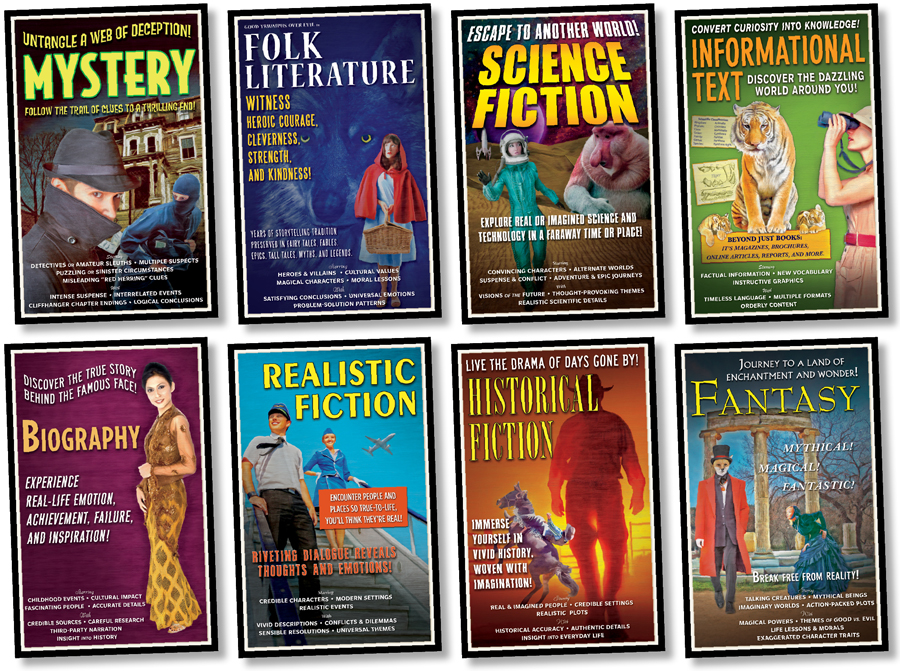 UNTANGLE A WEB OF DECEPTION!
MYSTERY
FOLLOW THE TRAIL OF CLUES TO A THRILLING END!
Starring
DETECTIVES OR AMATEUR SLEUTHS • MULTIPLE SUSPECTS
PUZZLING OR SINISTER CIRCUMSTANCES
MISLEADING "RED HERRING" CLUES
With
INTENSE SUSPENSE • INTERRELATED EVENTS
CLIFFHANGER CHAPTER ENDINGS • LOGICAL CONCLUSIONS
GOOD TRIUMPHS OVER EVIL in
FOLK
LITERATURE
WITNESS
HEROIC COURAGE,
CLEVERNESS,
STRENGTH,
AND KINDNESS!
YEARS OF STORYTELLING TRADITION
PRESERVED IN FAIRY TALES, FABLES,
EPICS, TALL TALES, MYTHS, AND LEGENDS.
Starring
HEROES & VILLAINS • CULTURAL VALUES
MAGICAL CHARACTERS • MORAL LESSONS
With
SATISFYING CONCLUSIONS • UNIVERSAL EMOTIONS
PROBLEM-SOLUTION PATTERNS
ESCAPE TO ANOTHER WORLD!
SCIENCE
FICTION
EXPLORE REAL OR IMAGINED SCIENCE AND
TECHNOLOGY IN A FARAWAY TIME OR PLACE!
Starring
CONVINCING CHARACTERS • ALTERNATE WORLDS
SUSPENSE & CONFLICT • ADVENTURE & EPIC JOURNEYS
With
VISIONS OF THE FUTURE • THOUGHT-PROVOKING THEMES
REALISTIC SCIENTIFIC DETAILS
CONVERT CURIOSITY INTO KNOWLEDGE!
INFORMATIONAL
TEXT
DISCOVER THE DAZZLING
WORLD AROUND YOU!
BEYOND JUST BOOKS:
IT'S MAGAZINES, BROCHURES,
ONLINE ARTICLES, REPORTS, AND MORE
Starring
FACTUAL INFORMATION • NEW VOCABULARY
INSTRUCTIVE GRAPHICS
With
TIMELESS LANGUAGE • MULTIPLE FORMATS
ORDERLY CONTENT
DISCOVER THE TRUE STORY
BEHIND THE FAMOUS FACE!
BIOGRAPHY
EXPERIENCE
REAL-LIFE EMOTION,
ACHIEVEMENT, FAILURE,
AND INSPIRATION!
Starring
CHILDHOOD EVENTS • CULTURAL IMPACT
FASCINATING PEOPLE • ACCURATE DETAILS
With
CREDIBLE SOURCES • CAREFUL RESEARCH
THIRD-PARTY NARRATION
INSIGHT INTO HISTORY
REALISTIC
FICTION
ENCOUNTER PEOPLE AND
PLACES SO TRUE-TO-LIFE,
YOU'LL THINK THEY'RE REAL!
RIVETING DIALOGUE REVEALS
THOUGHTS AND EMOTIONS!
Starring
CREDIBLE CHARACTERS • MODERN SETTINGS
REALISTIC EVENTS
With
VIVID DESCRIPTIONS • CONFLICTS & DILEMMAS
SENSIBLE RESOLUTIONS • UNIVERSAL THEMES
LIVE THE DRAMA OF DAYS GONE BY!
HISTORICAL
FICTION
IMMERSE
YOURSELF IN
VIVID HISTORY,
WOVEN WITH
IMAGINATION!
Starring
REAL & IMAGINED PEOPLE • CREDIBLE SETTINGS
REALISTIC PLOTS
With
HISTORICAL ACCURACY • AUTHENTIC DETAILS
INSIGHT INTO EVERYDAY LIFE
JOURNEY TO A LAND OF
ENCHANTMENT AND WONDER!
FANTASY
MYTHICAL!
MAGICAL!
FANTASTIC!
BREAK FREE FROM REALITY!
Starring
TALKING CREATURES • MYTHICAL BEINGS
IMAGINARY WORLDS • ACTION-PACKED PLOTS
With
MAGICAL POWERS • THEMES OF GOOD VS. EVIL
LIFE LESSONS & MORALS
EXAGGERATED CHARACTER TRAITS